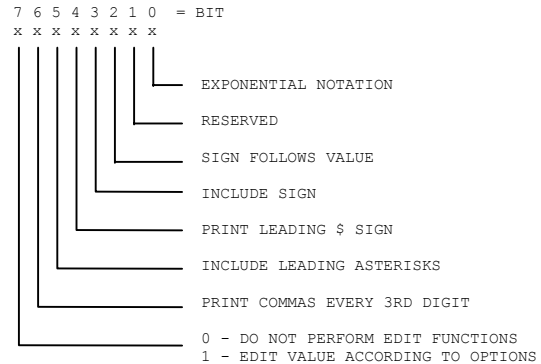 7 6 5 4 3 2 1 0 = BIT
x x x x x x x x
EXPONENTIAL NOTATION
RESERVED
SIGN FOLLOWS VALUE
INCLUDE SIGN
PRINT LEADING $ SIGN
INCLUDE LEADING ASTERISKS
PRINT COMMAS EVERY 3RD DIGIT
0 - DO NOT PERFORM EDIT FUNCTIONS
1 - EDIT VALUE ACCORDING TO OPTIONS